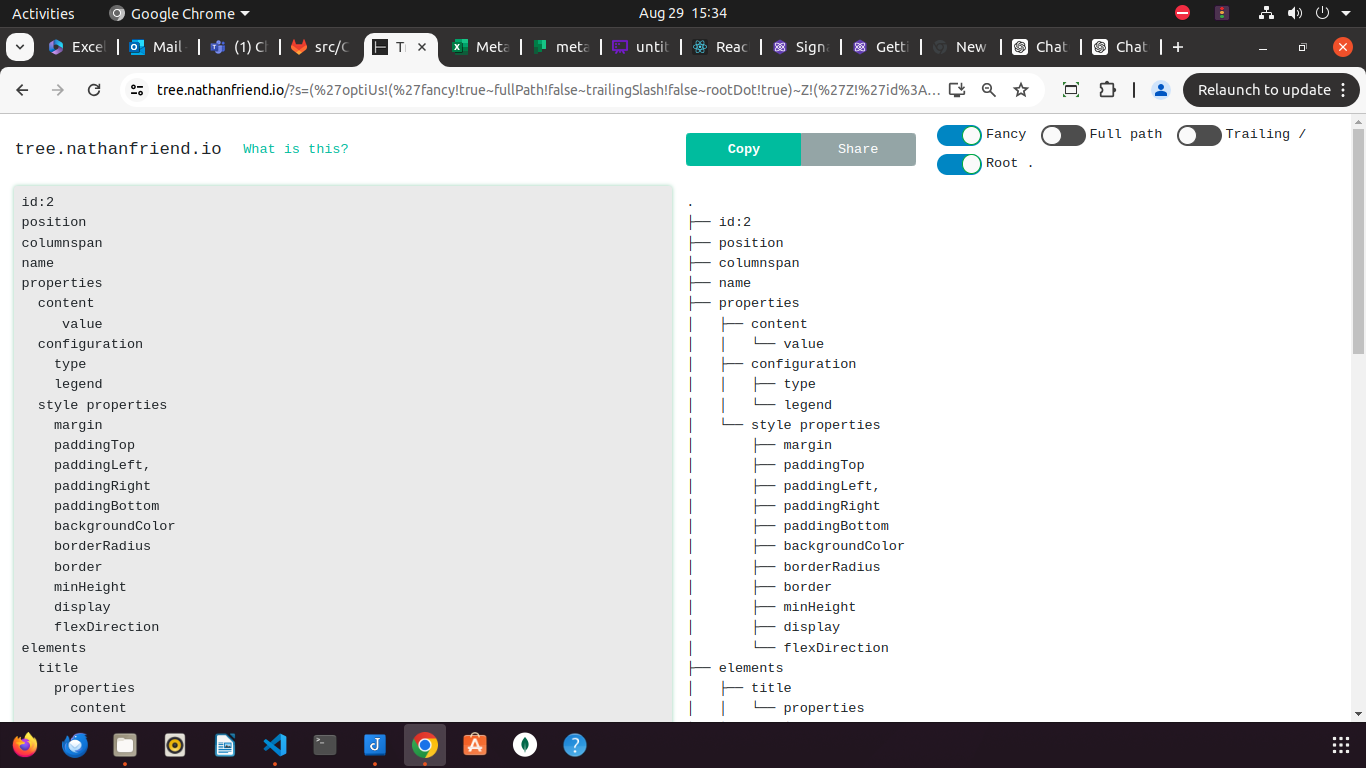 Activities
Google Chrome
Aug 29 15:34
Excel
Mail
(1) Ch
src/C
Tr
Meta
meta
untit
Reac
Signa
Getti
New
Chat
Chat
tree.nathanfriend.io/?s=(%27optiUs!(%27fancy!true~fullPath!false~trailingSlash!false~rootDot!true)~Z!(%27Z!%27id%3A...
Relaunch to update
tree.nathanfriend.io
What is this?
Copy
Share
Fancy
Full path
Trailing /
Root .
id:2
position
columnspan
name
properties
  content
     value
  configuration
    type
    legend
  style properties
    margin
    paddingTop
    paddingLeft,
    paddingRight
    paddingBottom
    backgroundColor
    borderRadius
    border
    minHeight
    display
    flexDirection
elements
  title
    properties
      content
.
├── id:2
├── position
├── columnspan
├── name
├── properties
│   ├── content
│   │   └── value
│   ├── configuration
│   │   ├── type
│   │   └── legend
│   └── style properties
│       ├── margin
│       ├── paddingTop
│       ├── paddingLeft,
│       ├── paddingRight
│       ├── paddingBottom
│       ├── backgroundColor
│       ├── borderRadius
│       ├── border
│       ├── minHeight
│       ├── display
│       └── flexDirection
├── elements
│   ├── title
│   │   └── properties